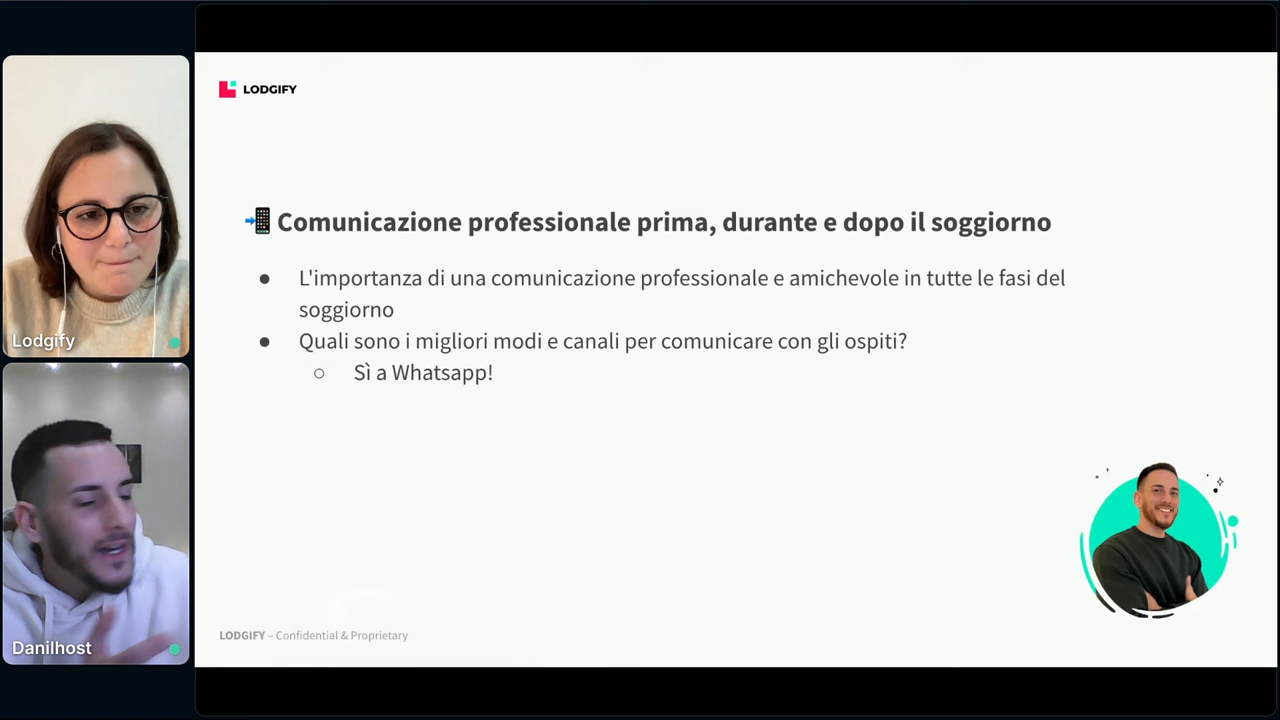 LODGIFY
Comunicazione professionale prima, durante e dopo il soggiorno
● L'importanza di una comunicazione professionale e amichevole in tutte le fasi del
soggiorno
● Quali sono i migliori modi e canali per comunicare con gli ospiti?
○ Sì a Whatsapp!
Lodgify
Danilhost
LODGIFY – Confidential & Proprietary